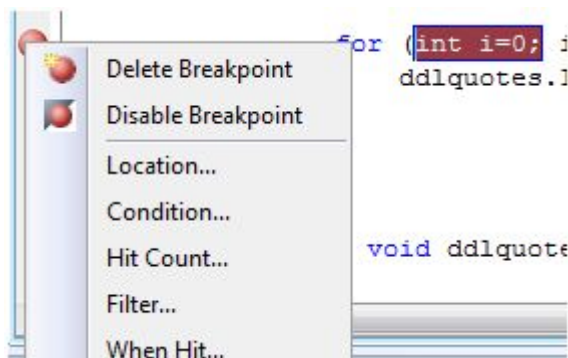 for (int i=0; i
ddlquotes.I
Delete Breakpoint
Disable Breakpoint
Location...
Condition...
Hit Count...
void ddlquote
Filter...
When Hit...